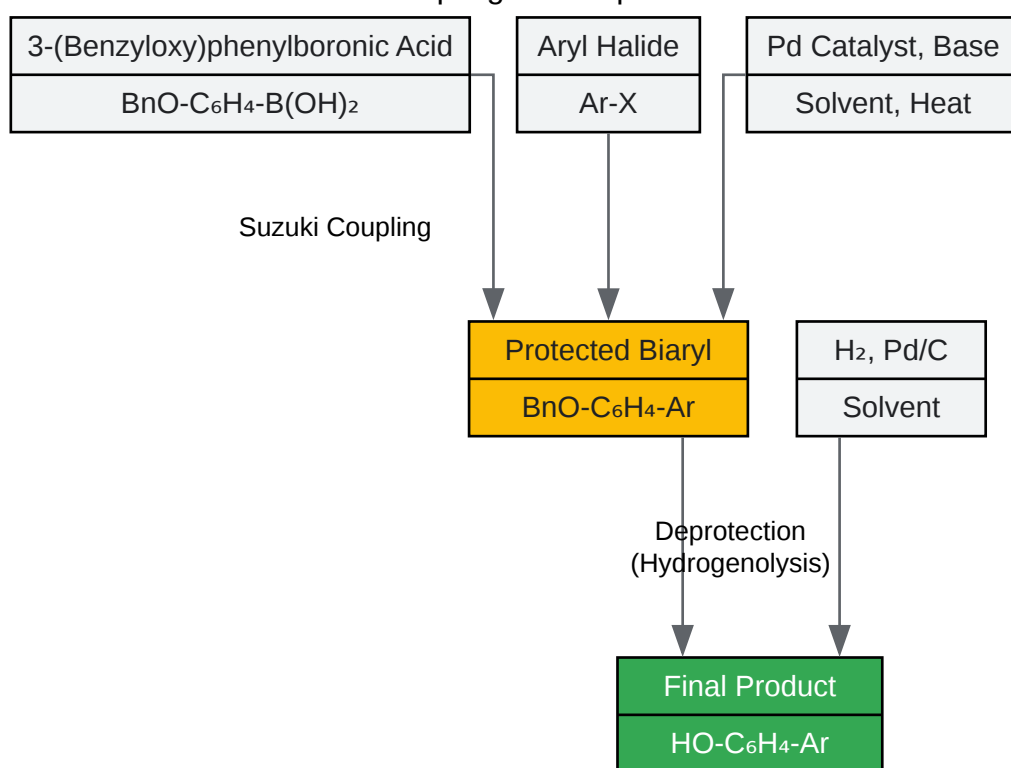 3-(Benzyloxy)phenylboronic Acid
BnO-C₆H₄-B(OH)₂
Aryl Halide
Ar-X
Pd Catalyst, Base
Solvent, Heat
Suzuki Coupling
Protected Biaryl
BnO-C₆H₄-Ar
H₂, Pd/C
Solvent
Deprotection
(Hydrogenolysis)
Final Product
HO-C₆H₄-Ar